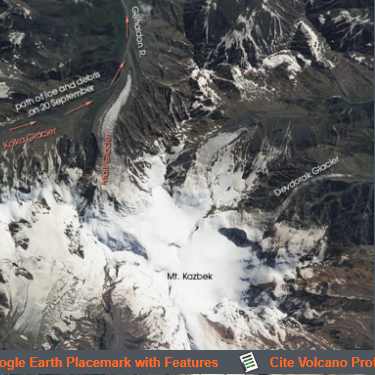 Genaldon R.
path of ice and debris
on 20 September
Kolka Glacier
Maili Glacier
Devdorak Glacier
Mt. Kazbek
ogle Earth Placemark with Features
Cite Volcano Prof